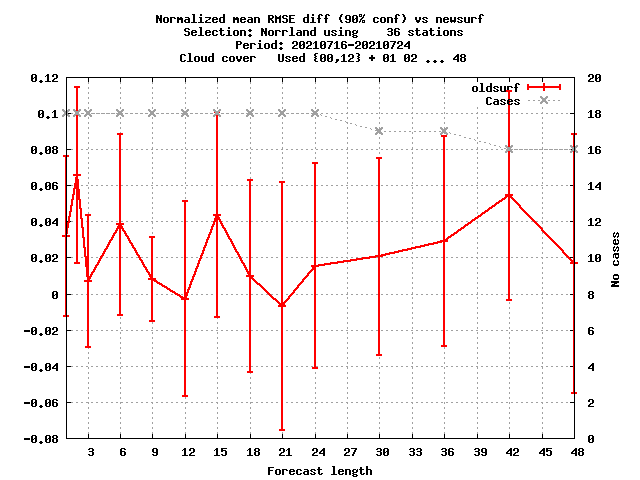 Normalized mean RMSE diff (90% conf) vs newsurf
Selection: Norrland using    36 stations
Period: 20210716-20210724
Cloud cover   Used {00,12} + 01 02 ... 48
oldsurf
Cases
0.12
0.1
0.08
0.06
0.04
0.02
0
-0.02
-0.04
-0.06
-0.08
20
18
16
14
12
10
8
6
4
2
0
No cases
3 6 9 12 15 18 21 24 27 30 33 36 39 42 45 48
Forecast length